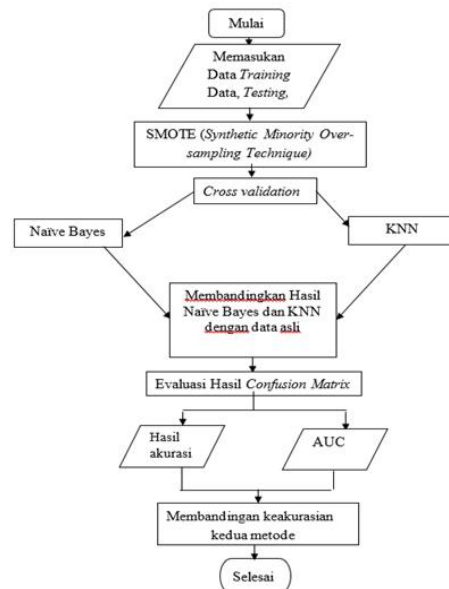 Mulai
Memasukan
Data Training
Data, Testing,
SMOTE (Synthetic Minority Over-
sampling Technique)
Cross validation
Naïve Bayes
KNN
Membandingkan Hasil
Naïve Bayes dan KNN
dengan data asli
Evaluasi Hasil Confusion Matrix
Hasil
akurasi
AUC
Membandingan keakurasian
kedua metode
Selesai